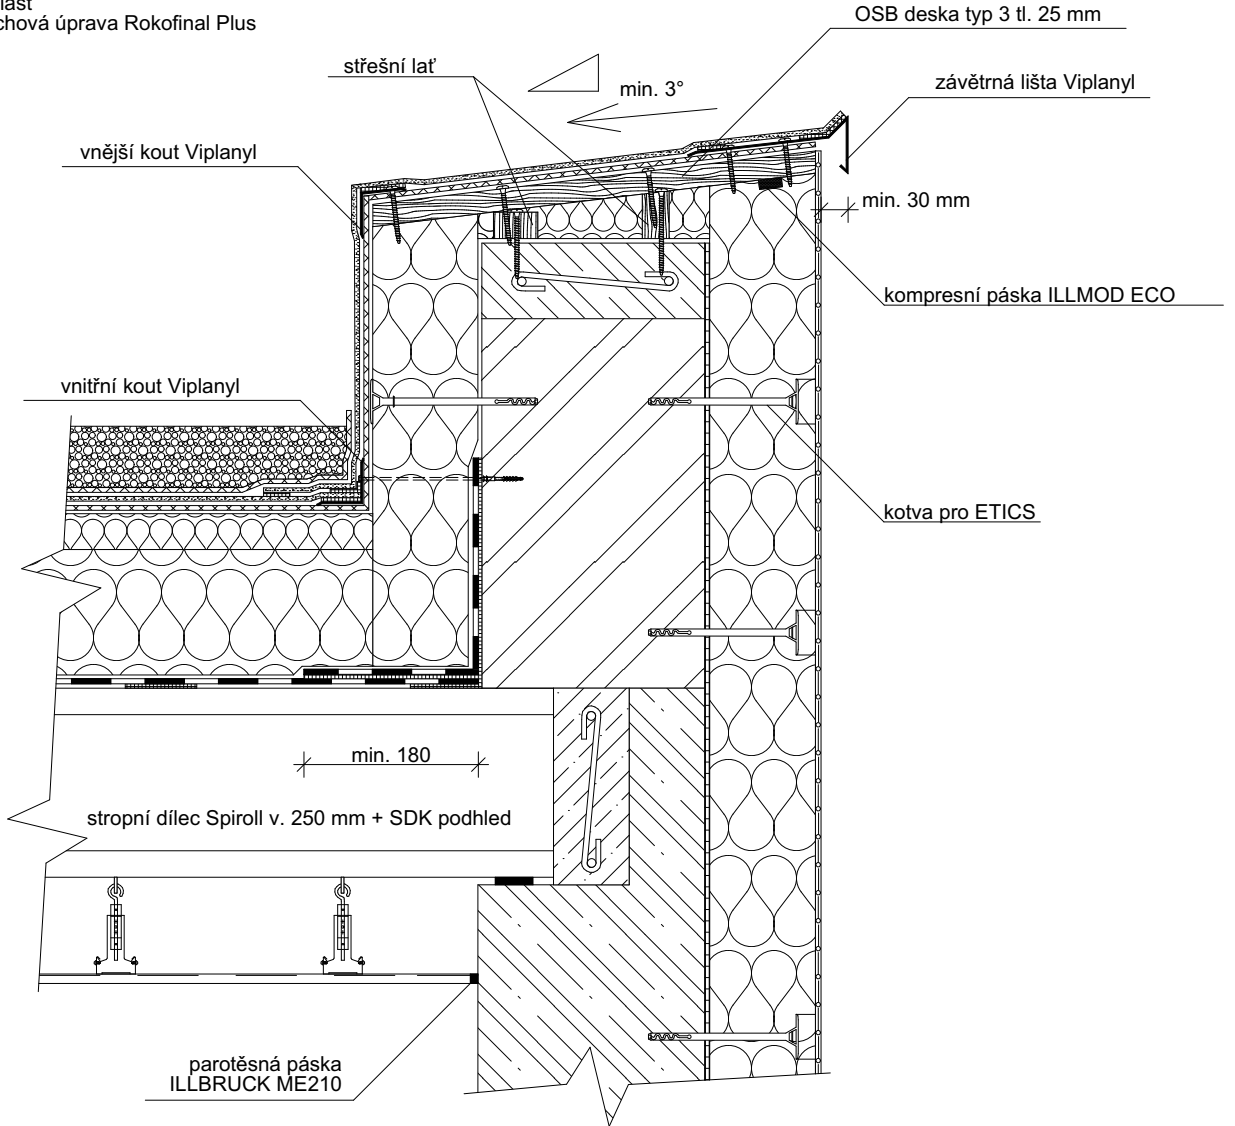 chová úprava Rokofinal Plus
OSB deska typ 3 tl. 25 mm
střešní lať
min. 3°
závětrná lišta Viplanyl
vnější kout Viplanyl
min. 30 mm
kompresní páska ILLMOD ECO
vnitřní kout Viplanyl
kotva pro ETICS
min. 180
stropní dílec Spiroll v. 250 mm + SDK podhled
parotěsná páska
ILLBRUCK ME210